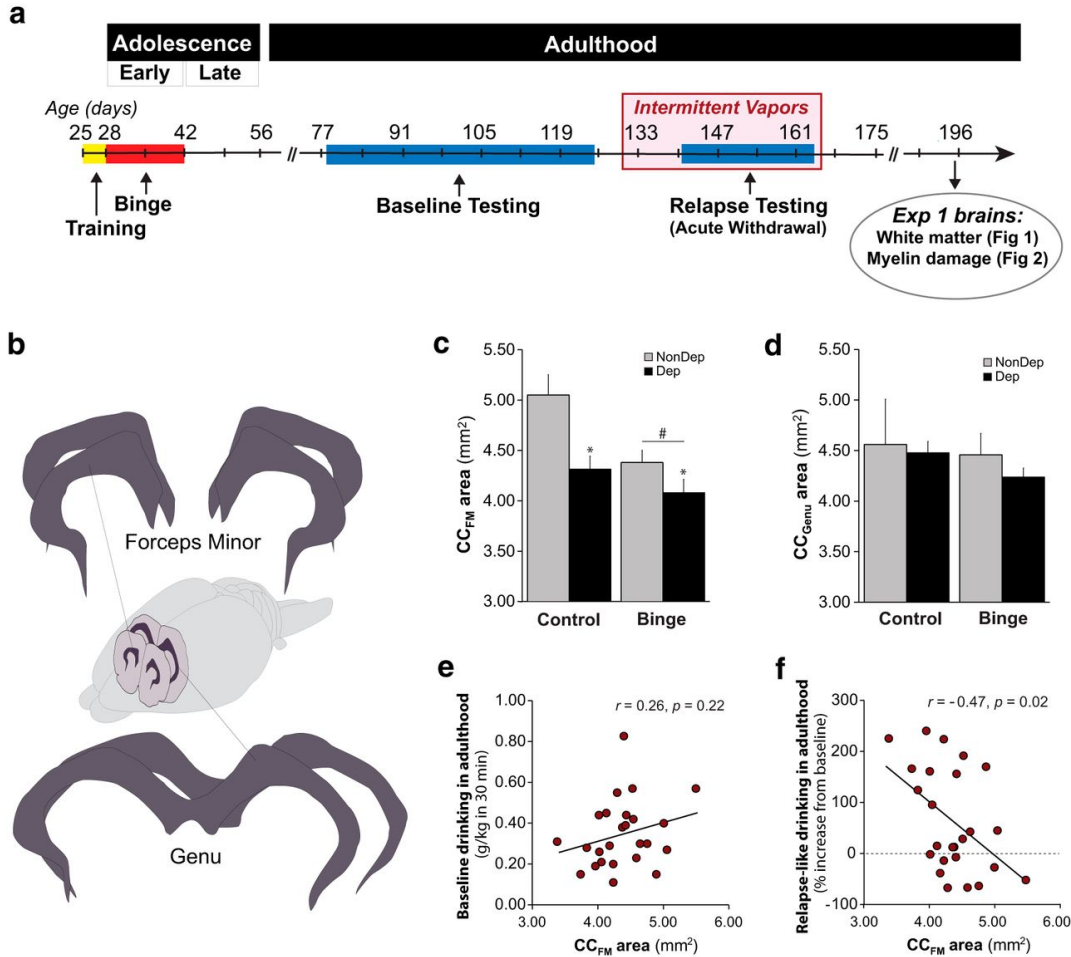 a
Adolescence Adulthood
Early Late
Age (days)
Intermittent Vapors
25 28 42 56 77 91 105 119 133 147 161 175 196
Binge
Training
Baseline Testing
Relapse Testing
(Acute Withdrawal)
Exp 1 brains:
White matter (Fig 1)
Myelin damage (Fig 2)
b
Forceps Minor
Genu
c
CC_FM area (mm²)
5.50
5.00
4.50
4.00
3.50
3.00
NonDep
Dep
*
#
*
Control Binge
d
CC_Genu area (mm²)
5.50
5.00
4.50
4.00
4.50
3.00
NonDep
Dep
Control Binge
e
Baseline drinking in adulthood
(g/kg in 30 min)
1.00
0.80
0.60
0.40
0.20
0.00
r = 0.26, p = 0.22
3.00 4.00 5.00 6.00
CC_FM area (mm²)
f
Relapse-like drinking in adulthood
(% increase from baseline)
300
200
100
0
-100
r = -0.47, p = 0.02
3.00 4.00 5.00 6.00
CC_FM area (mm²)